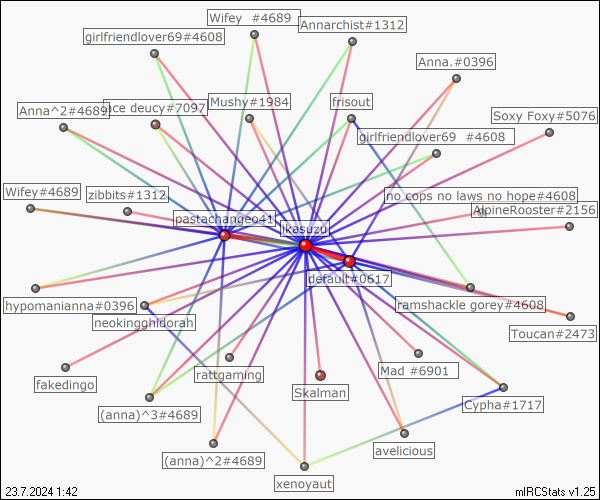 Wifey  #4689
Annarchist#1312
girlfriendlover69#4608
Anna.#0396
Anna^2#4689
ace deucy#7097
Mushy#1984
frisout
Soxy Foxy#5076
girlfriendlover69  #4608
Wifey#4689
zibbits#1312
no cops no laws no hope#4608
AlpineRooster#2156
pastachangeo41
jikasuzu
default#0617
hypomanianna#0396
neokingghidorah
ramshackle gorey#4608
Toucan#2473
fakedingo
rattgaming
Mad #6901
Skalman
(anna)^3#4689
Cypha#1717
avelicious
(anna)^2#4689
xenoyaut
23.7.2024 1:42
mIRCStats v1.25